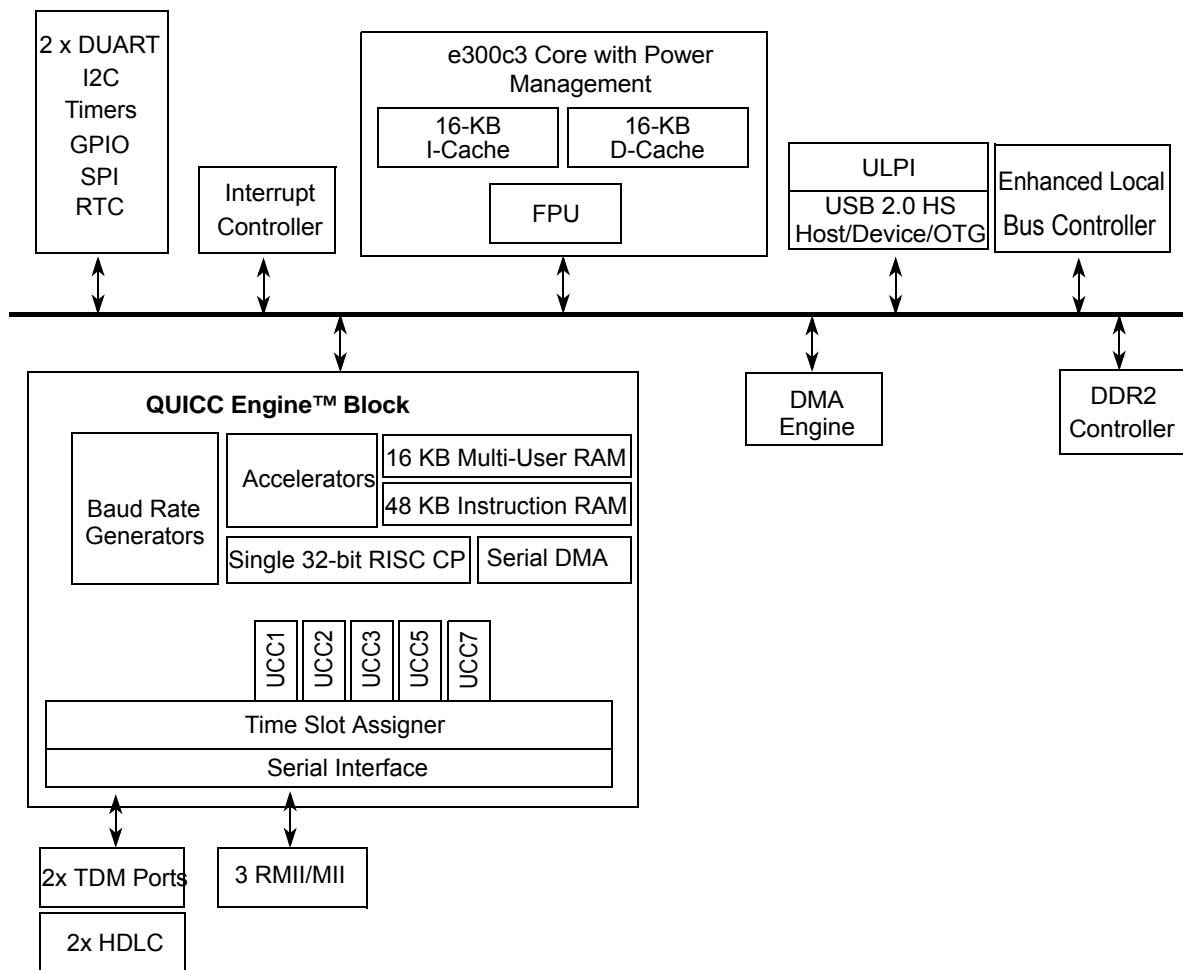 2 x DUART
I2C
Timers
GPIO
SPI
RTC
Interrupt
Controller
e300c3 Core with Power
Management
16-KB
I-Cache
16-KB
D-Cache
FPU
ULPI
USB 2.0 HS
Host/Device/OTG
Enhanced Local
Bus Controller
QUICC Engine™ Block
Baud Rate
Generators
Accelerators
16 KB Multi-User RAM
48 KB Instruction RAM
Single 32-bit RISC CP
Serial DMA
UCC1
UCC2
UCC3
UCC5
UCC7
Time Slot Assigner
Serial Interface
DMA
Engine
DDR2
Controller
2x TDM Ports
3 RMII/MII
2x HDLC